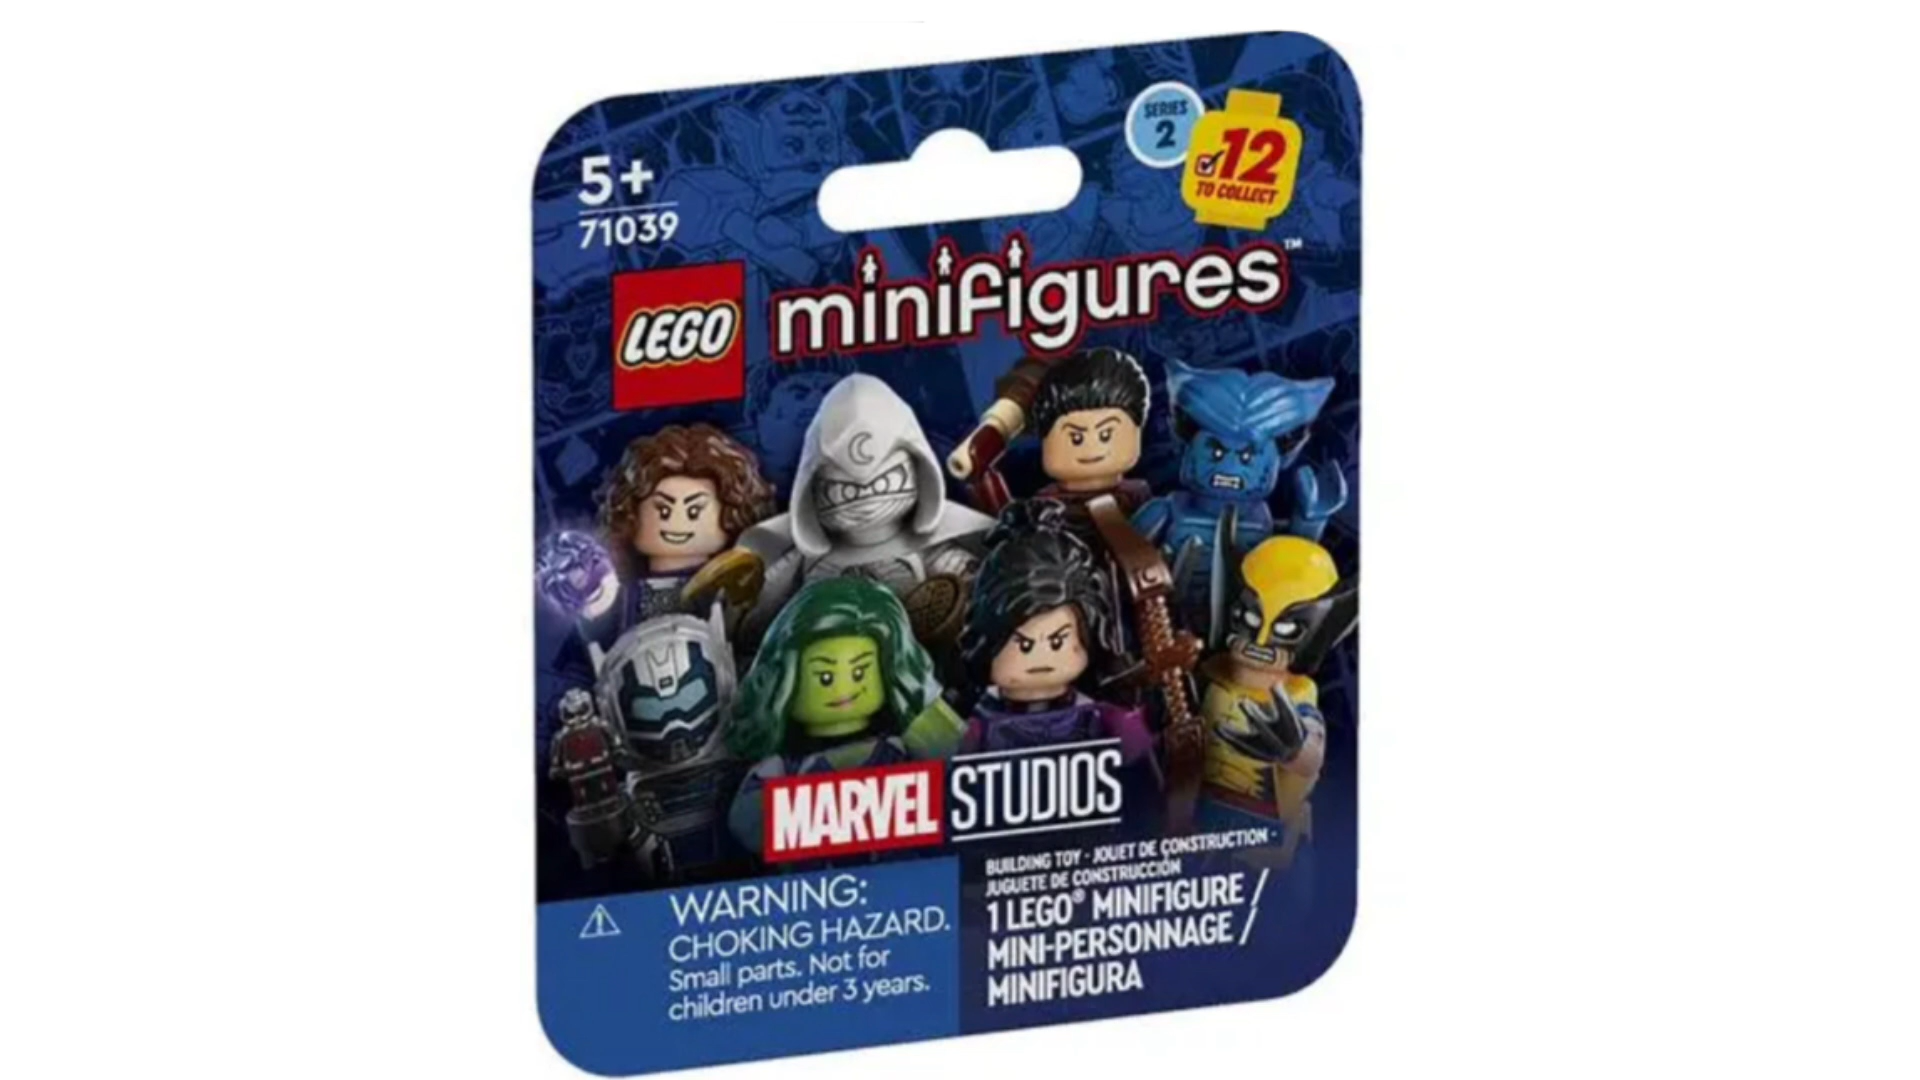 SERIES
2
12
TO COLLECT
5+
71039
LEGO
minifigures™
MARVEL STUDIOS
WARNING:
CHOKING HAZARD.
Small parts. Not for
children under 3 years.
BUILDING TOY · JOUET DE CONSTRUCTION ·
JUGUETE DE CONSTRUCCIÓN
1 LEGO® MINIFIGURE /
MINI-PERSONNAGE /
MINIFIGURA